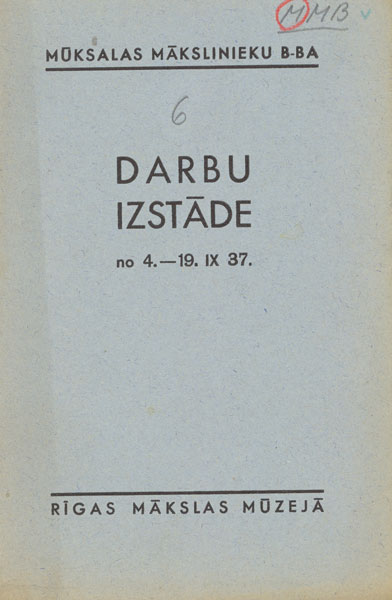 MMB
MŪKSALAS MĀKSLINIEKU B-BA
6
DARBU
IZSTĀDE
no 4.—19. IX 37.
RĪGAS MĀKSLAS MŪZEJĀ